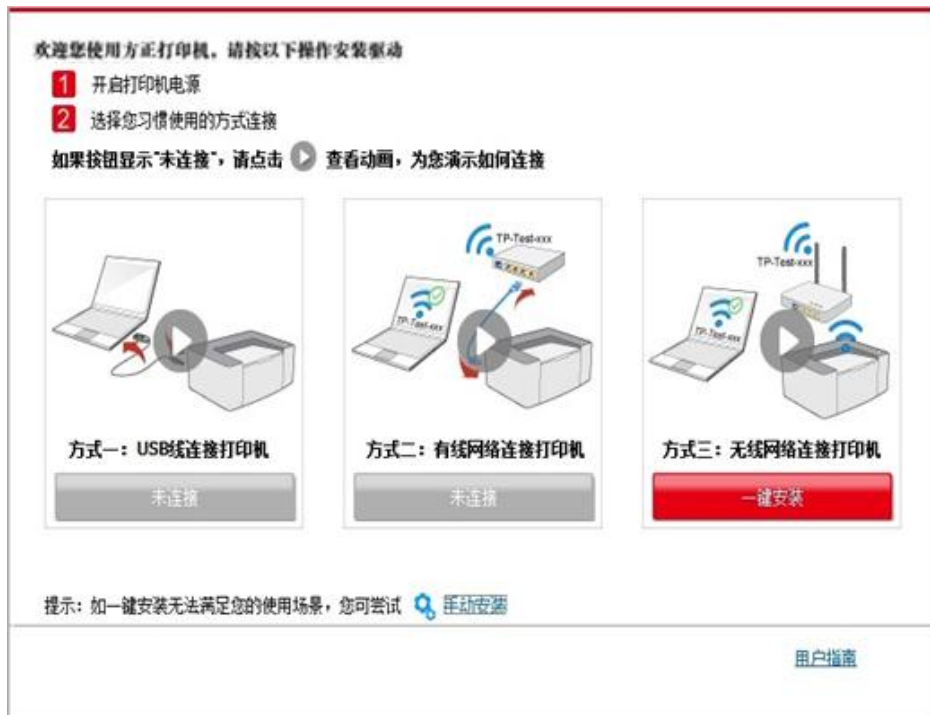 欢迎您使用方正打印机。请按以下操作安装驱动
1 开启打印机电源
2 选择您习惯使用的方式连接
如果按钮显示"未连接"，请点击 查看动画，为您演示如何连接
TP-Test-xxx
TP-Test-xxx
TP-Test-xxx
TP-Test-xxx
方式一：USB线连接打印机
方式二：有线网络连接打印机
方式三：无线网络连接打印机
未连接
未连接
一键安装
提示：如一键安装无法满足您的使用场景，您可尝试 手动安装
用户指南